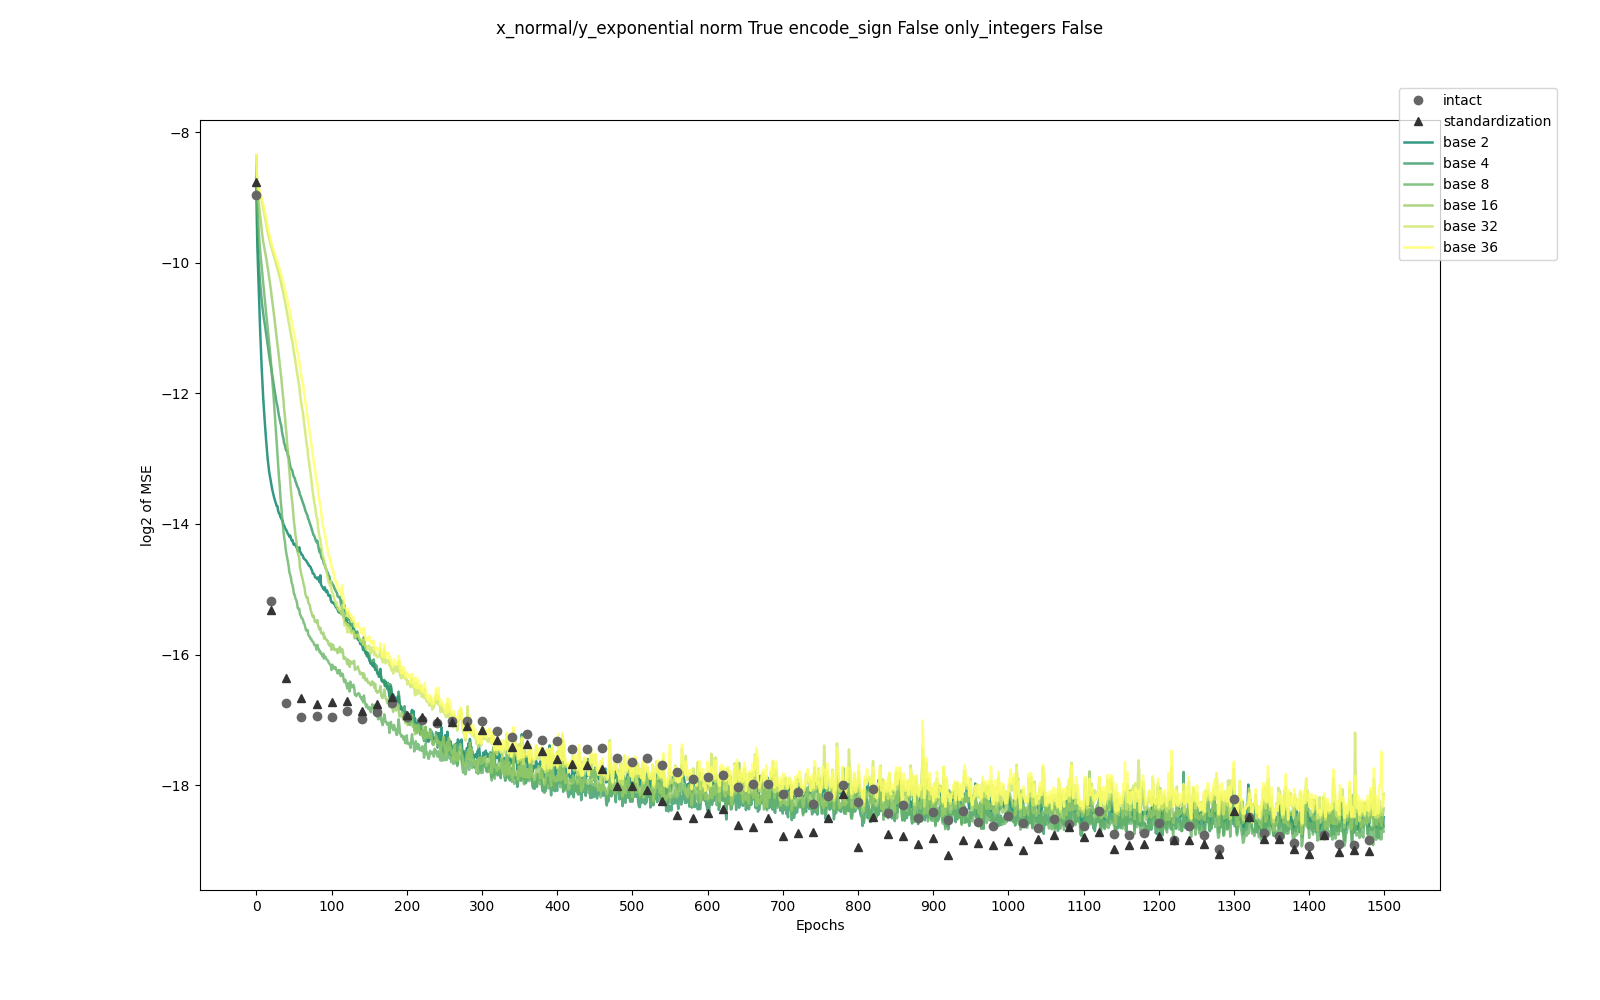 x_normal/y_exponential norm True encode_sign False only_integers False
intact
standardization
base 2
base 4
base 8
base 16
base 32
base 36
−8
−10
−12
−14
−16
−18
log2 of MSE
0 100 200 300 400 500 600 700 800 900 1000 1100 1200 1300 1400 1500
Epochs